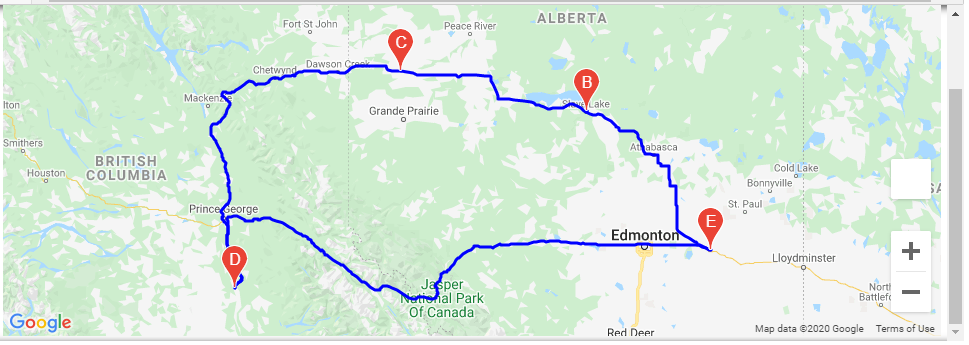 ALBERTA
Fort St John
Peace River
C
Chetwynd
Dawson Creek
B
Mackenzie
Slave Lake
Grande Prairie
lton
Smithers
Athabasca
BRITISH
COLUMBIA
Houston
Cold Lake
Bonnyville
SA
St. Paul
Prince George
E
Edmonton
+
D
Lloydminster
Jasper
National Park
Of Canada
North
Battlefo
−
Google
Red Deer
Map data ©2020 Google
Terms of Use